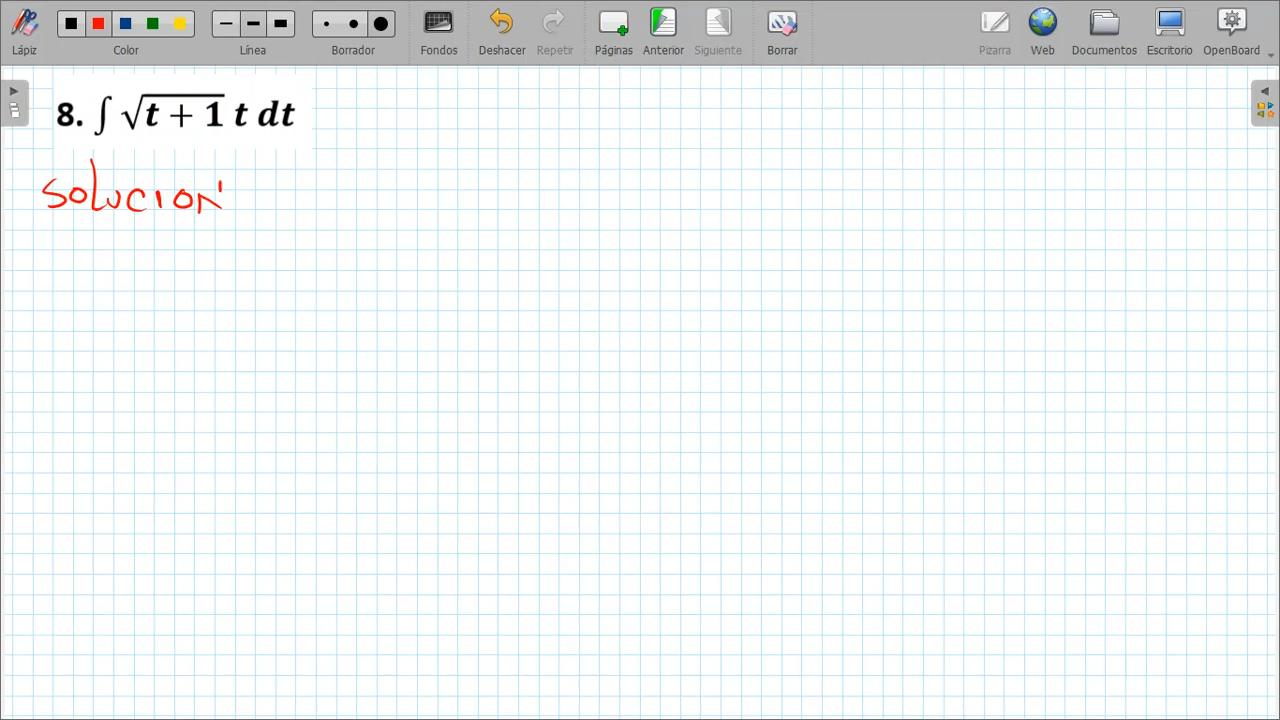 Lápiz
Color
Línea
Borrador
Fondos
Deshacer
Repetir
Páginas
Anterior
Siguiente
Borrar
Pizarra
Web
Documentos
Escritorio
OpenBoard
8. ∫ √t + 1 t dt
SOLUCION